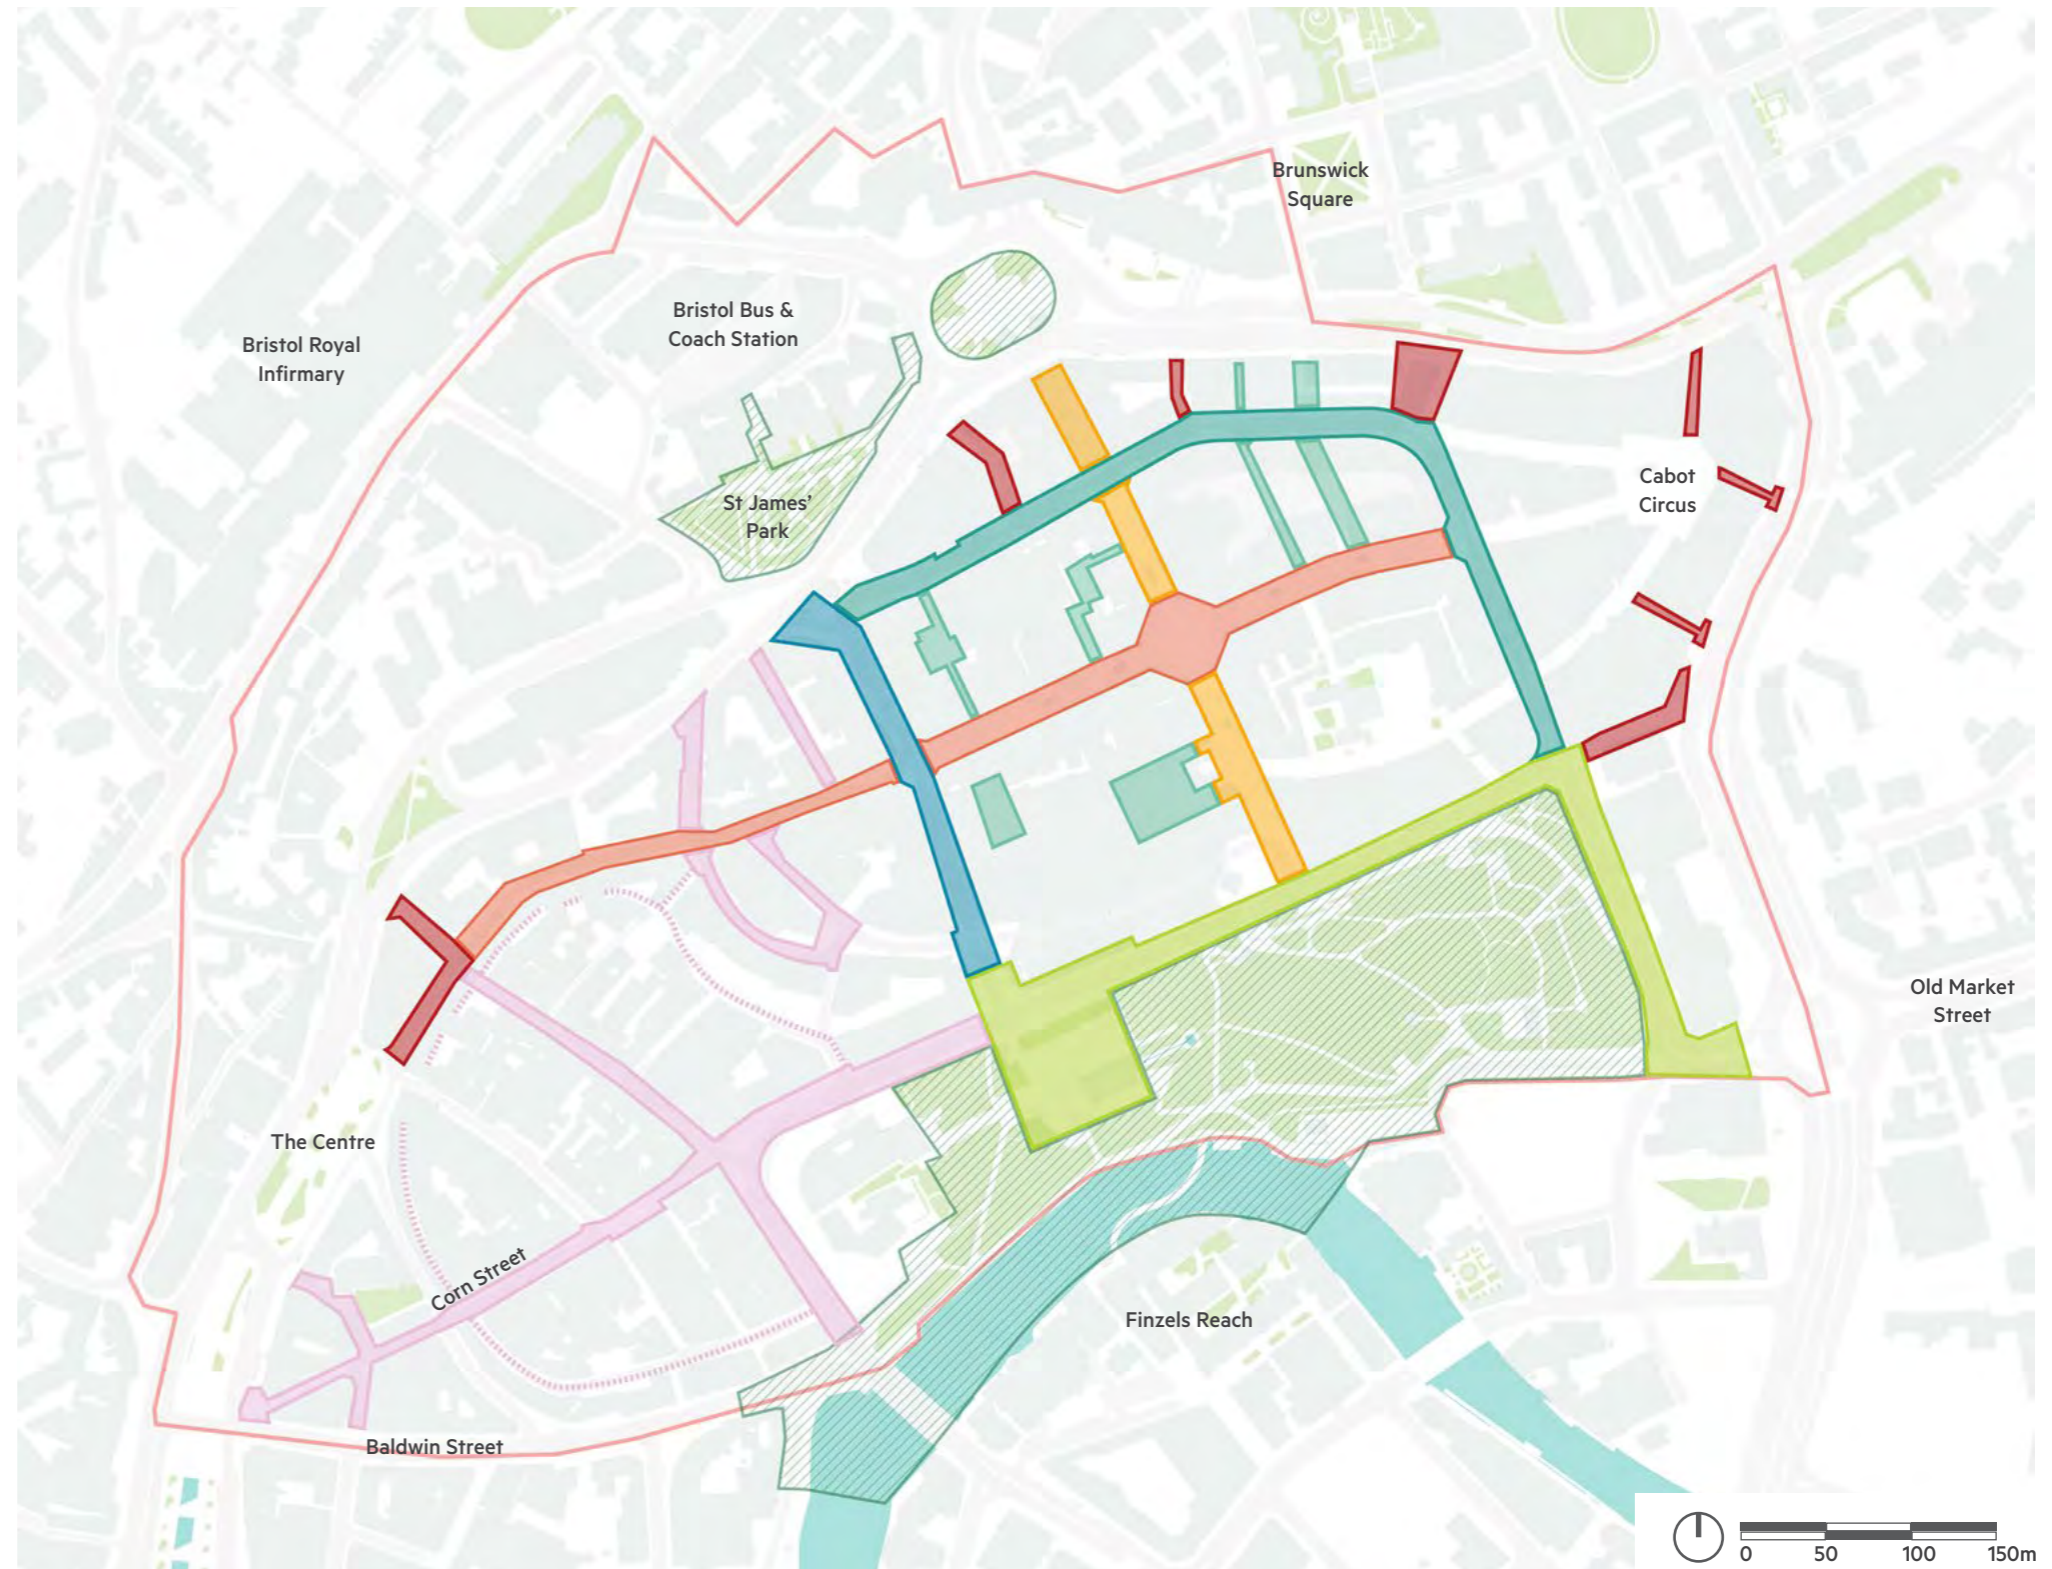 Brunswick
Square
Bristol Bus &
Coach Station
Bristol Royal
Infirmary
Cabot
Circus
St James'
Park
Old Market
Street
The Centre
Corn Street
Finzels Reach
Baldwin Street
0 50 100 150m